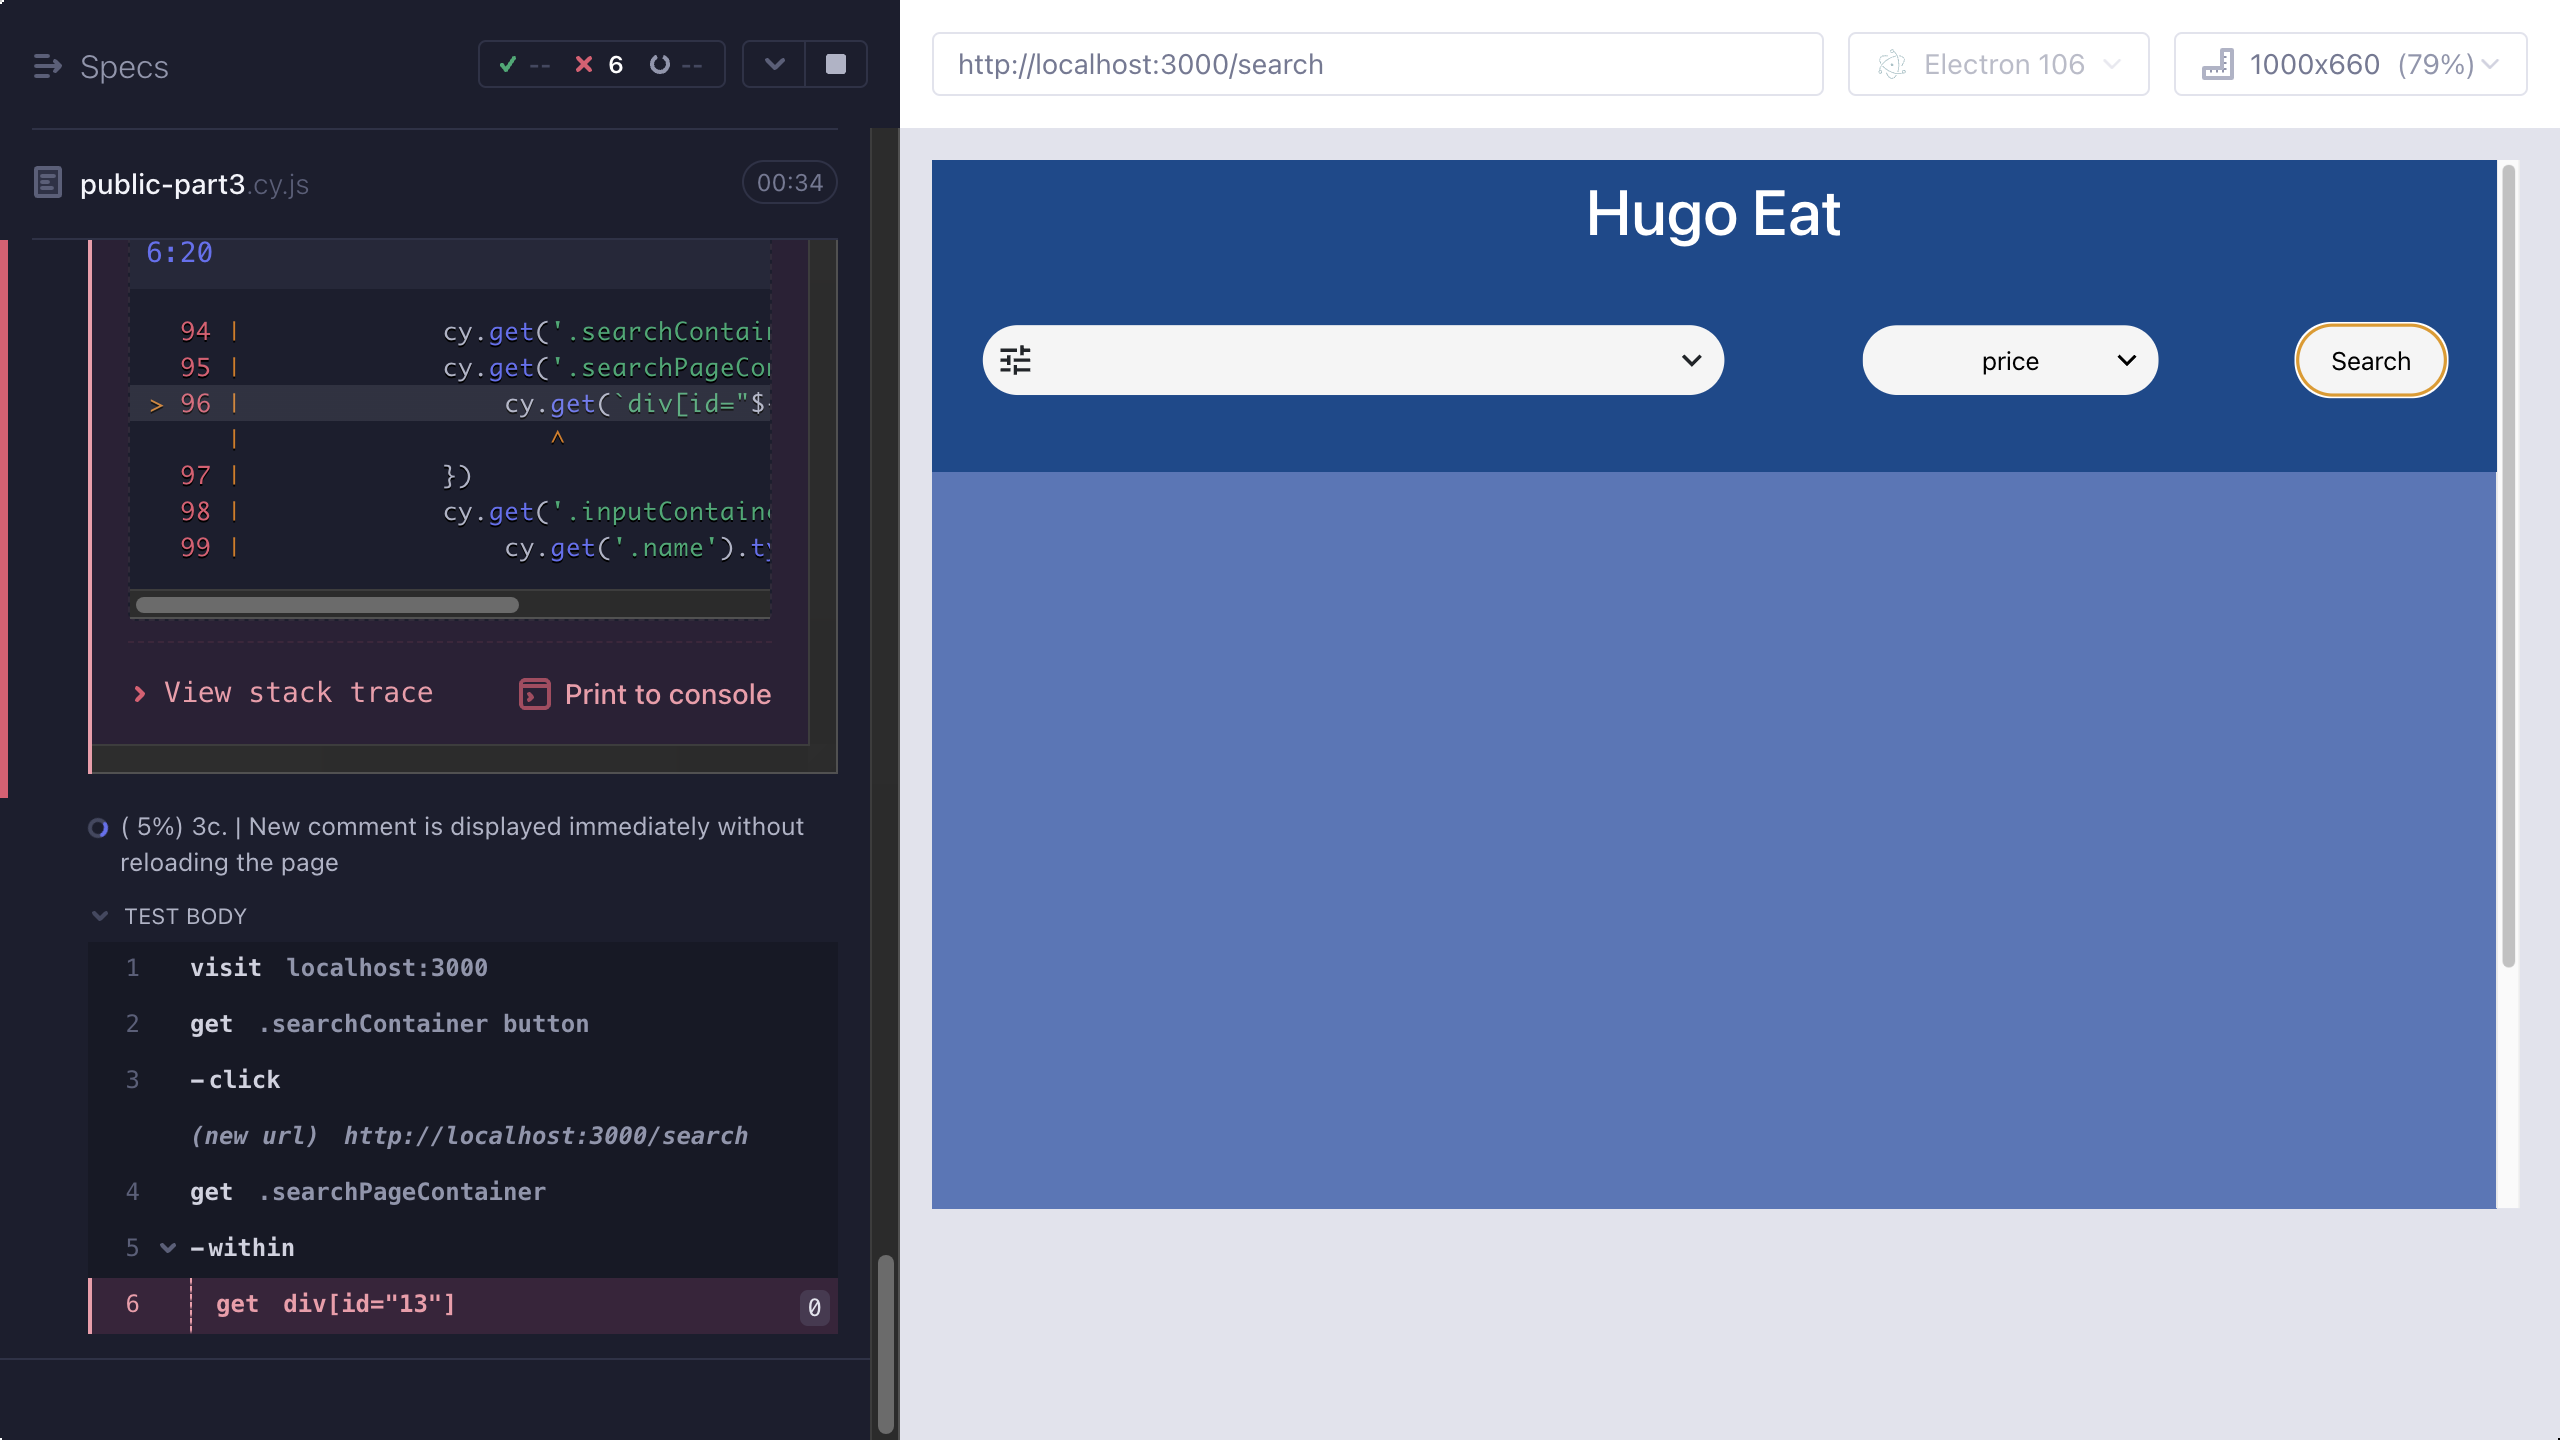 Specs
-- 6 --
public-part3.cy.js
00:34
6:20
94 | cy.get('.searchContain
95 | cy.get('.searchPageCon
> 96 | cy.get(`div[id="$
| ^
97 | })
98 | cy.get('.inputContaine
99 | cy.get('.name').ty
View stack trace
Print to console
( 5%) 3c. | New comment is displayed immediately without
reloading the page
TEST BODY
1 visit localhost:3000
2 get .searchContainer button
3 -click
(new url) http://localhost:3000/search
4 get .searchPageContainer
5 -within
6 get div[id="13"] 0
http://localhost:3000/search
Electron 106
1000x660 (79%)
Hugo Eat
price
Search